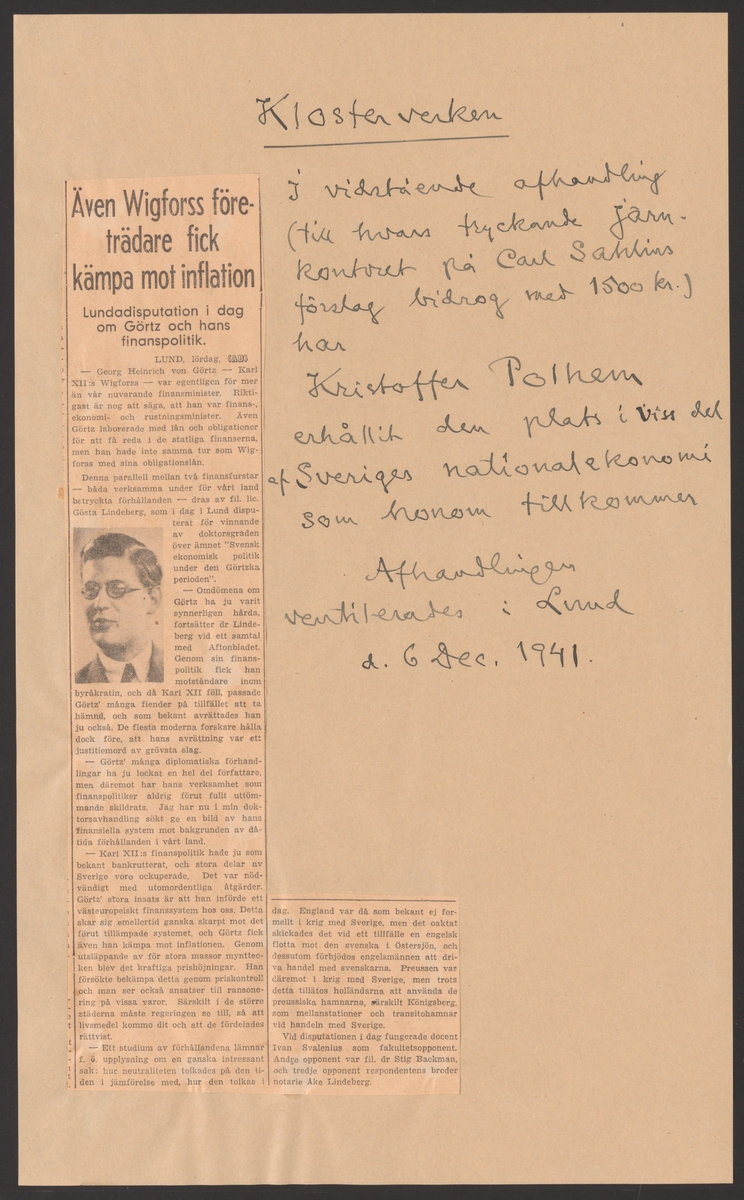 Klosterverken
Även Wigforss före-
trädare fick
kämpa mot inflation
Lundadisputation i dag
om Görtz och hans
finanspolitik.
LUND, lördag.
— Georg Heinrich von Görtz — Karl
XII:s Wigforss — var egentligen för mer
än vår nuvarande finansminister. Rikti-
gast är nog att säga, att han var finans-,
ekonomi- och rustningsminister. Även
Görtz laborerade med lån och obligationer
för att få reda i de statliga finanserna,
men han hade inte samma tur som Wig-
forss med sina obligationslån.
Denna parallell mellan två finansfurstar
— båda verksamma under för vårt land
betryckta förhållanden — dras av fil. lic.
Gösta Lindeberg, som i dag i Lund dispu-
terat för vinnande
av doktorsgraden
över ämnet "Svensk
ekonomisk politik
under den Görtzka
perioden".
— Omdömena om
Görtz ha ju varit
synnerligen hårda,
fortsätter dr Linde-
berg vid ett samtal
med Aftonbladet.
Genom sin finans-
politik fick han
motståndare inom
byråkratin, och då Karl XII föll, passade
Görtz' många fiender på tillfället att ta
hämnd, och som bekant avrättades han
ju också. De flesta moderna forskare hålla
dock före, att hans avrättning var ett
justitiemord av grövsta slag.
— Görtz' många diplomatiska förhand-
lingar ha ju lockat en hel del författare,
men däremot har hans verksamhet som
finanspolitiker aldrig förut fullt uttöm-
mande skildrats. Jag har nu i min dok-
torsavhandling sökt ge en bild av hans
finansiella system mot bakgrunden av då-
tida förhållanden i vårt land.
— Karl XII:s finanspolitik hade ju som
bekant bankrutterat, och stora delar av
Sverige voro ockuperade. Det var nöd-
vändigt med utomordentliga åtgärder.
Görtz' stora insats är att han införde ett
västeuropeiskt finanssystem hos oss. Detta
skar sig emellertid ganska skarpt mot det
förut tillämpade systemet, och Görtz fick
även han kämpa mot inflationen. Genom
utsläppande av för stora massor myntteck-
ken blev det kraftiga prishöjningar. Han
försökte bekämpa detta genom priskontroll
och man ser också ansatser till ransone-
ring på vissa varor. Särskilt i de större
städerna måste regeringen se till, så att
livsmedel kommo dit och att de fördelades
rättvist.
— Ett studium av förhållandena lämnar
f. ö. upplysning om en ganska intressant
sak: hur neutraliteten tolkades på den ti-
den i jämförelse med, hur den tolkas i
dag. England var då som bekant ej for-
mellt i krig med Sverige, men det oaktat
skickades det vid ett tillfälle en engelsk
flotta mot den svenska i Östersjön, och
dessutom förbjödos engelsmännen att dri-
va handel med svenskarna. Preussen var
däremot i krig med Sverige, men trots
detta tillätos holländarna att använda de
preussiska hamnarna, särskilt Königsberg,
som mellanstationer och transitohamnar
vid handeln med Sverige.
Vid disputationen i dag fungerade docent
Ivan Svalenius som fakultetsopponent.
Andre opponent var fil. dr Stig Backman,
och tredje opponent respondentens broder
notarie Åke Lindeberg.
I vidstående afhandling
(till hvars tryckande Järn-
kontoret på Carl Sahlins
förslag bidrog med 1500 kr.)
har
Kristoffer Polhem
erhållit den plats i viss del
af Sveriges nationalekonomi
som honom tillkommer
Afhandlingen
ventilerades i Lund
d. 6 Dec. 1941.